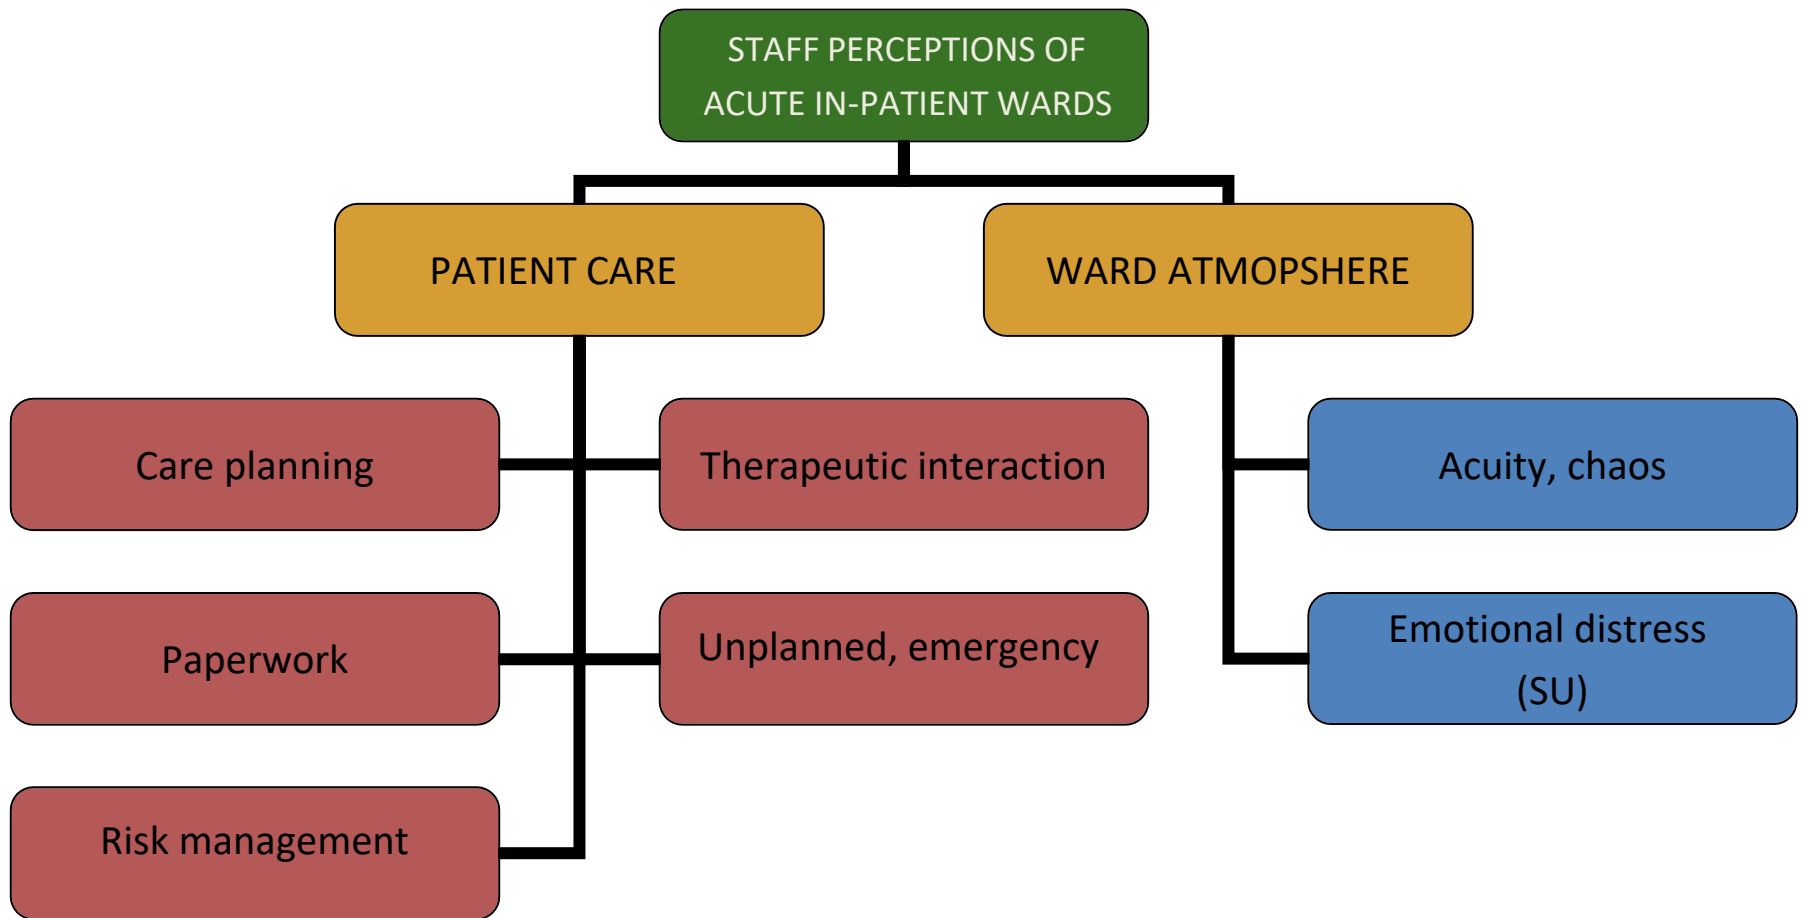 STAFF PERCEPTIONS OF
ACUTE IN-PATIENT WARDS
PATIENT CARE
WARD ATMOPSHERE
Care planning
Therapeutic interaction
Acuity, chaos
Paperwork
Unplanned, emergency
Emotional distress
(SU)
Risk management